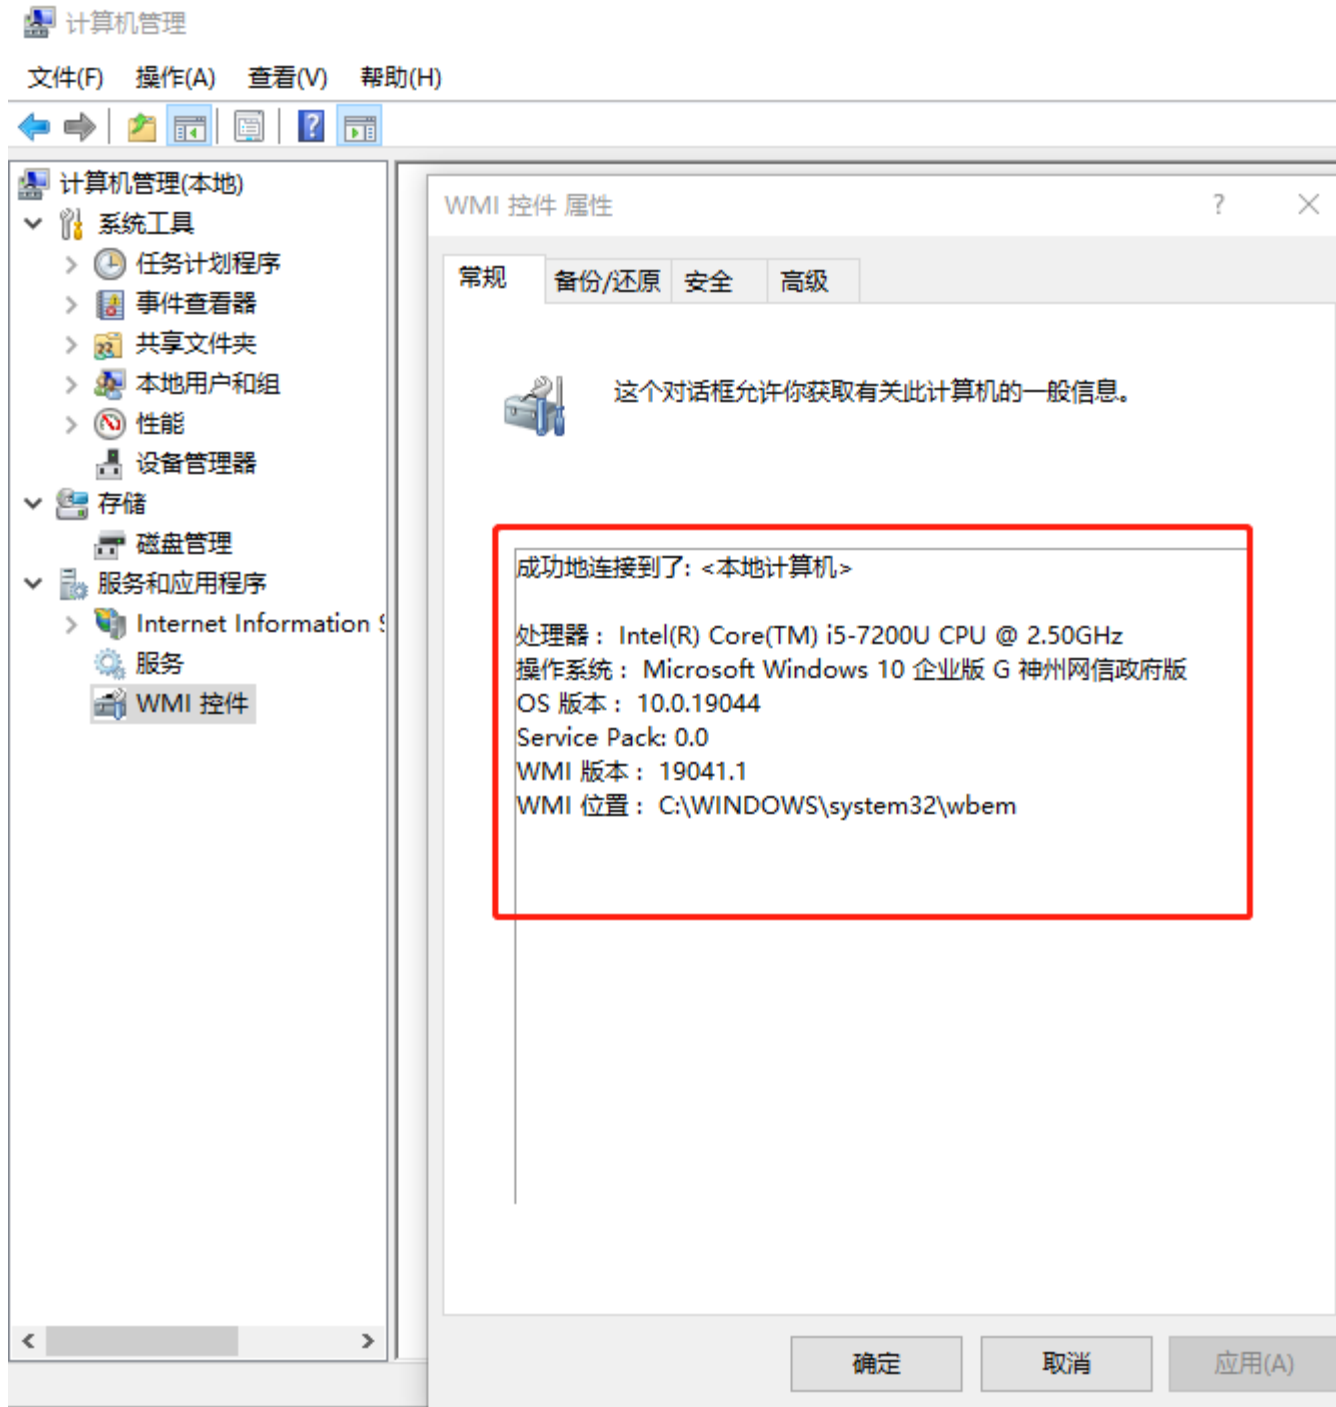 计算机管理
文件(F) 操作(A) 查看(V) 帮助(H)
计算机管理(本地)
系统工具
任务计划程序
事件查看器
共享文件夹
本地用户和组
性能
设备管理器
存储
磁盘管理
服务和应用程序
Internet Information
服务
WMI 控件
WMI 控件 属性
常规 备份/还原 安全 高级
这个对话框允许你获取有关此计算机的一般信息。
成功地连接到了: <本地计算机>
处理器： Intel(R) Core(TM) i5-7200U CPU @ 2.50GHz
操作系统： Microsoft Windows 10 企业版 G 神州网信政府版
OS 版本： 10.0.19044
Service Pack: 0.0
WMI 版本： 19041.1
WMI 位置： C:\WINDOWS\system32\wbem
确定 取消 应用(A)